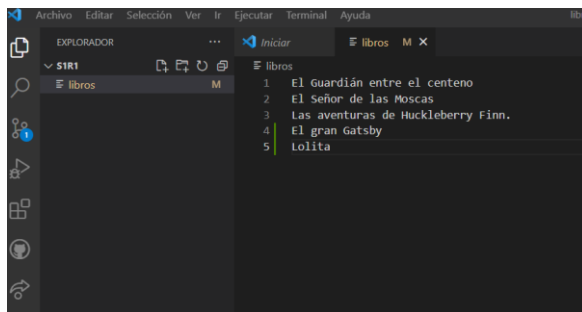 Archivo Editar Selección Ver Ir Ejecutar Terminal Ayuda lib
EXPLORADOR ... Iniciar libros M X
S1R1 libros
libros M 1 El Guardián entre el centeno
2 El Señor de las Moscas
3 Las aventuras de Huckleberry Finn.
4 El gran Gatsby
5 Lolita
1